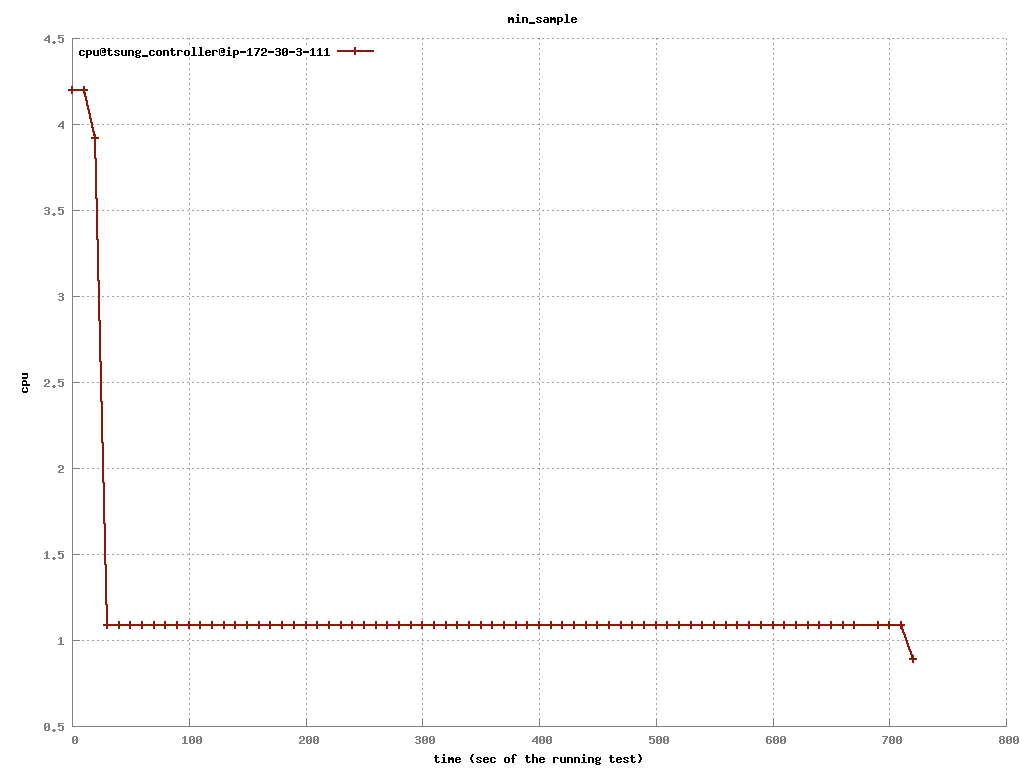 min_sample
cpu@tsung_controller@ip-172-30-3-111
4.5
4
3.5
3
2.5
2
1.5
1
0.5
cpu
0 100 200 300 400 500 600 700 800
time (sec of the running test)